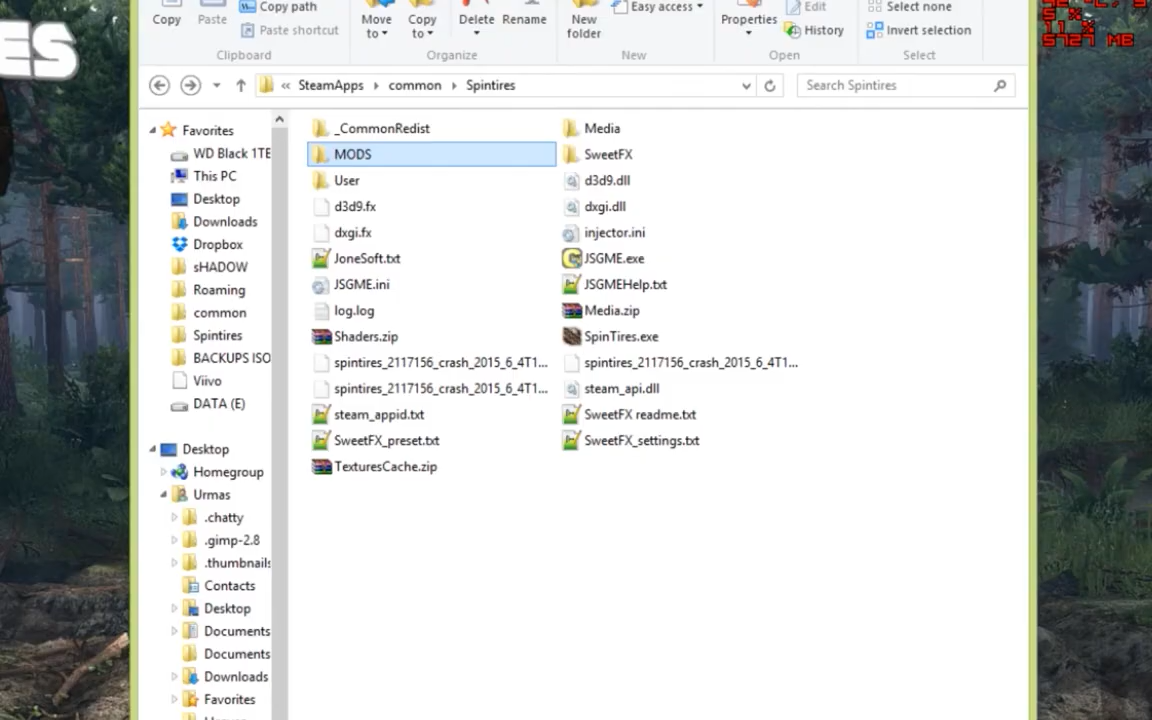 ES
Copy
Paste
Copy path
Paste shortcut
Clipboard
Move to
Copy to
Delete
Rename
Organize
New folder
Easy access
New
Properties
Edit
History
Open
Select none
Invert selection
Select
5 %
11 %
5727 MB
« SteamApps common Spintires
Search Spintires
Favorites
WD Black 1TE
This PC
Desktop
Downloads
Dropbox
sHADOW
Roaming
common
Spintires
BACKUPS ISO
Viivo
DATA (E)
Desktop
Homegroup
Urmas
.chatty
.gimp-2.8
.thumbnails
Contacts
Desktop
Documents
Documents
Downloads
Favorites
_CommonRedist
Media
MODS
SweetFX
User
d3d9.dll
d3d9.fx
dxgi.dll
dxgi.fx
injector.ini
JoneSoft.txt
JSGME.exe
JSGME.ini
JSGMEHelp.txt
log.log
Media.zip
Shaders.zip
SpinTires.exe
spintires_2117156_crash_2015_6_4T1...
spintires_2117156_crash_2015_6_4T1...
spintires_2117156_crash_2015_6_4T1...
steam_api.dll
steam_appid.txt
SweetFX readme.txt
SweetFX_preset.txt
SweetFX_settings.txt
TexturesCache.zip